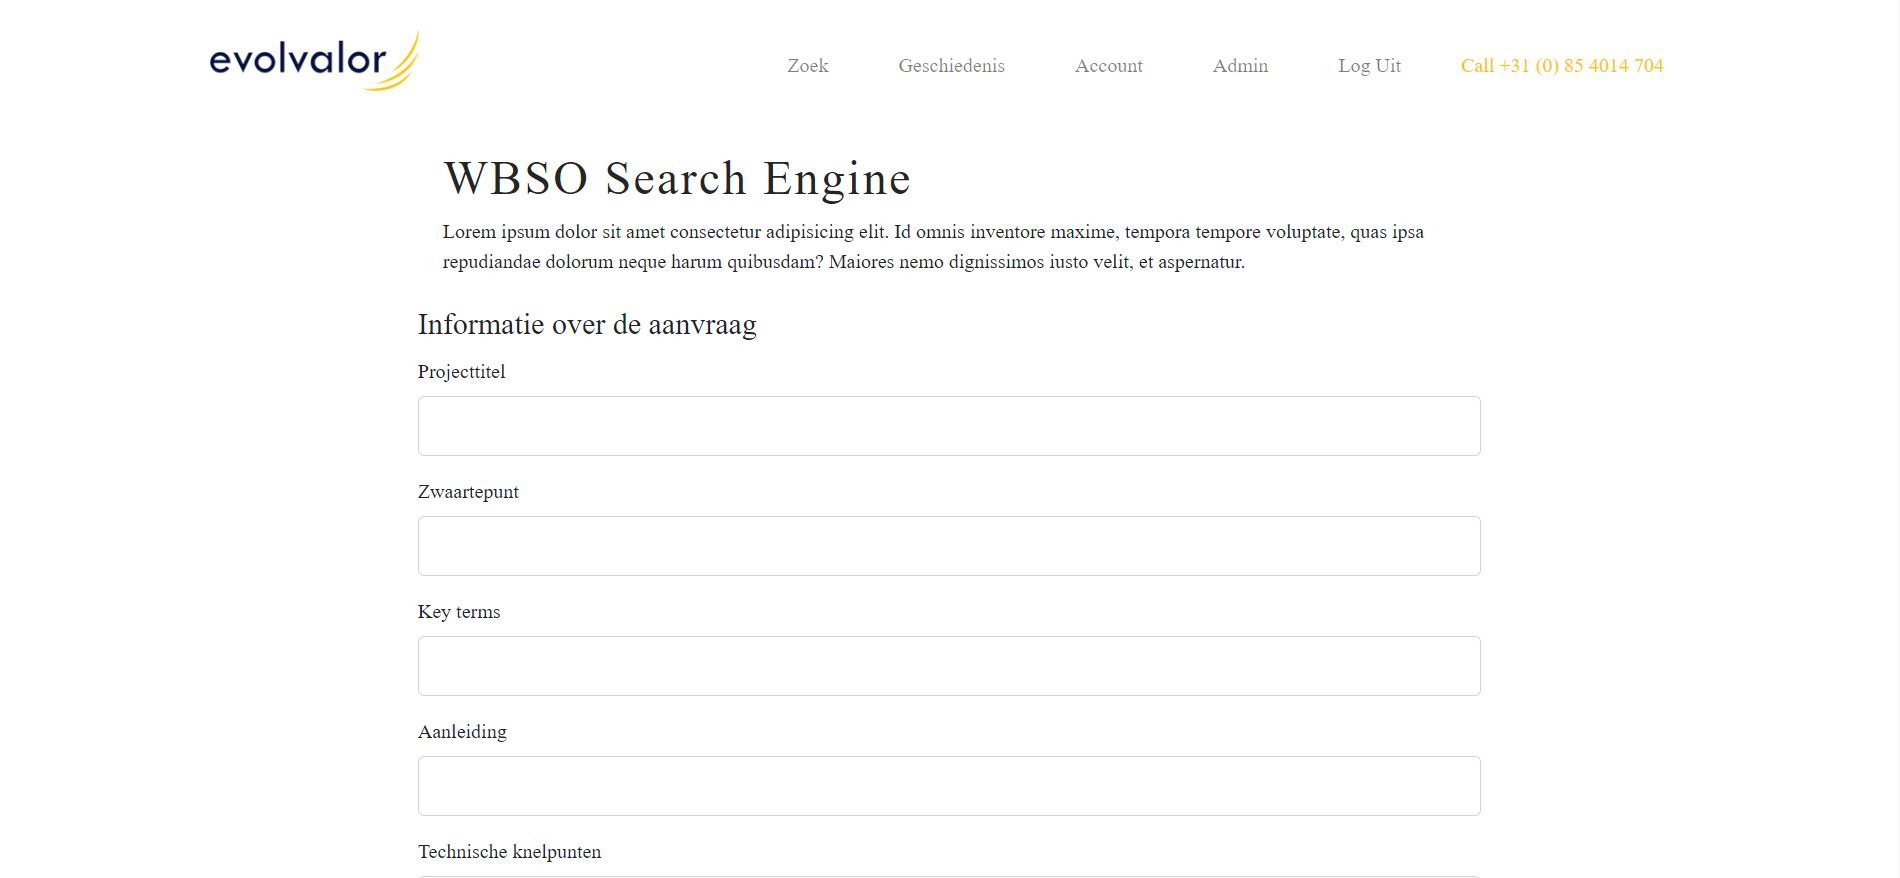 evolvalor
Zoek Geschiedenis Account Admin Log Uit Call +31 (0) 85 4014 704
WBSO Search Engine
Lorem ipsum dolor sit amet consectetur adipisicing elit. Id omnis inventore maxime, tempora tempore voluptate, quas ipsa
repudiandae dolorum neque harum quibusdam? Maiores nemo dignissimos iusto velit, et aspernatur.
Informatie over de aanvraag
Projecttitel
Zwaartepunt
Key terms
Aanleiding
Technische knelpunten